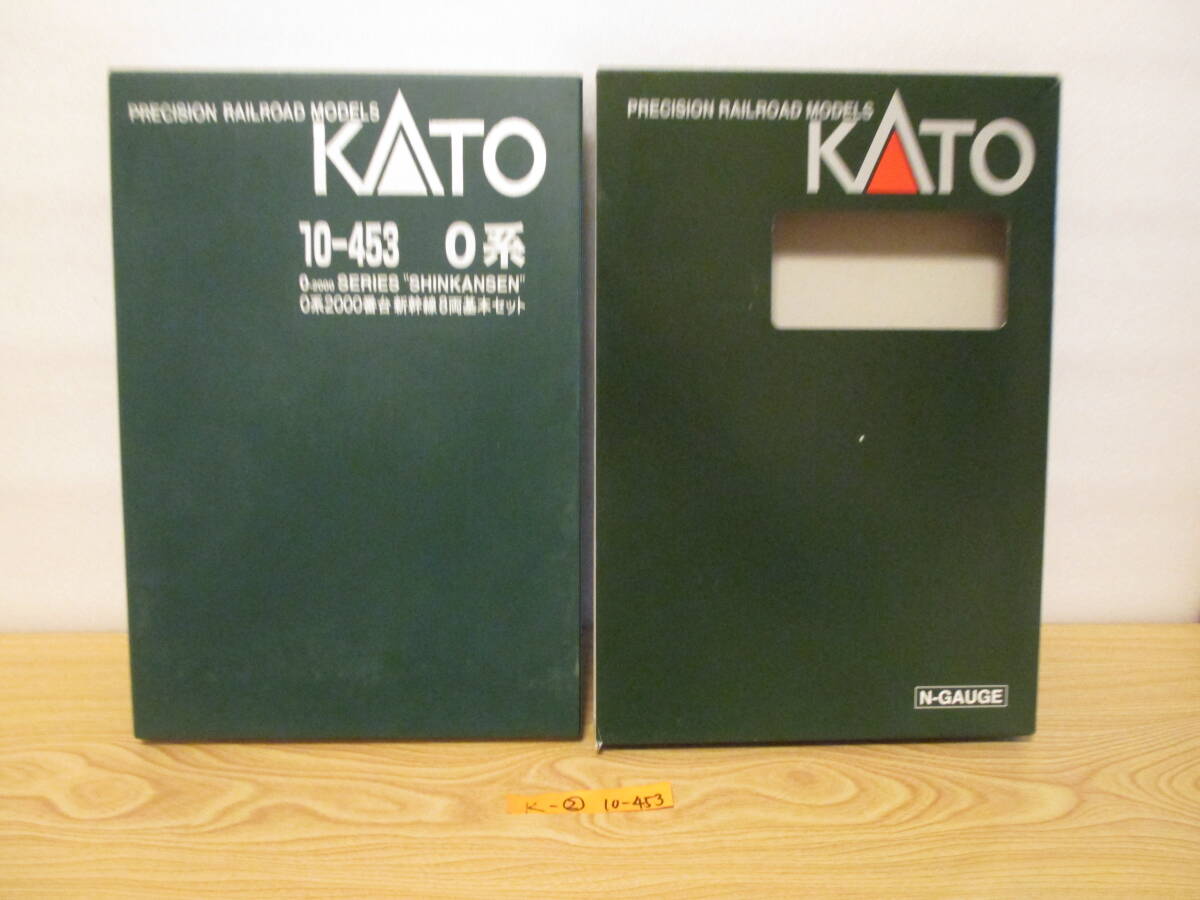 PRECISION RAILROAD MODELS
KATO
10-453 0系
0-2000 SERIES "SHINKANSEN"
0系2000番台 新幹線8両基本セット
PRECISION RAILROAD MODELS
KATO
N-GAUGE
K-② 10-453